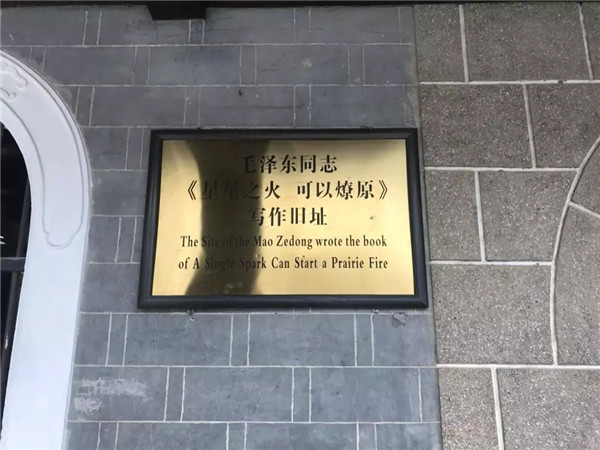 毛泽东同志
《星星之火 可以燎原》
写作旧址
The Site of the Mao Zedong wrote the book
of A Single Spark Can Start a Prairie Fire